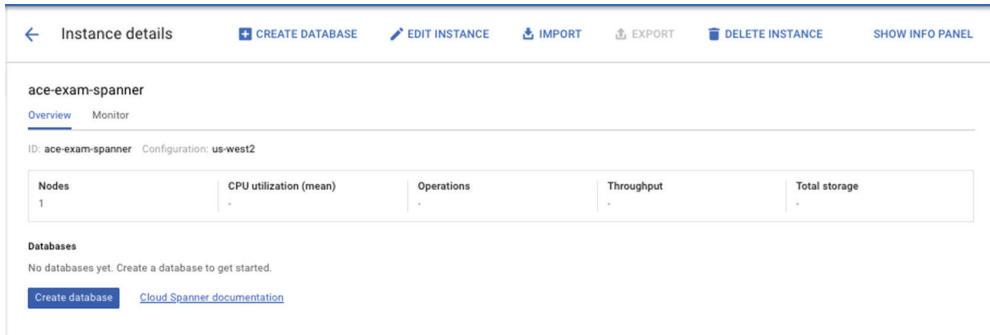 Instance details CREATE DATABASE EDIT INSTANCE IMPORT EXPORT DELETE INSTANCE SHOW INFO PANEL
ace-exam-spanner
Overview Monitor
ID: ace-exam-spanner Configuration: us-west2
Nodes CPU utilization (mean) Operations Throughput Total storage
1 - - - -
Databases
No databases yet. Create a database to get started.
Create database Cloud Spanner documentation